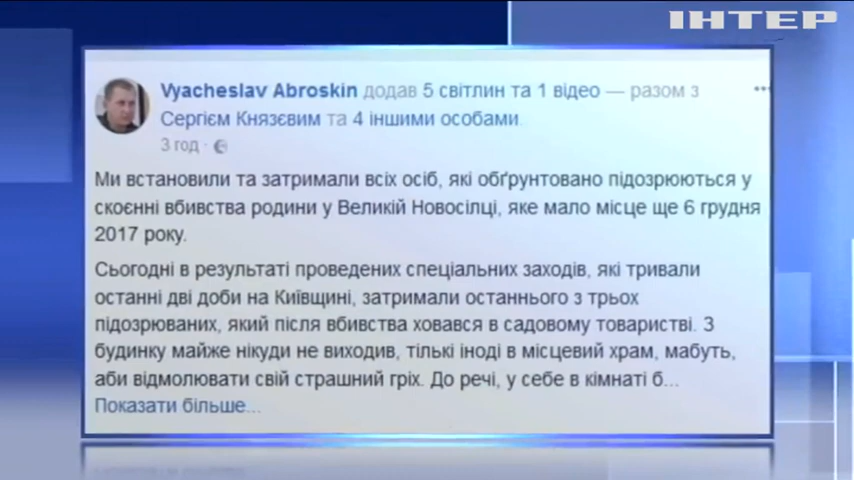 ІНТЕР
Vyacheslav Abroskin додав 5 світлин та 1 відео — разом з
Сергієм Князєвим та 4 іншими особами.
3 год ·
Ми встановили та затримали всіх осіб, які обґрунтовано підозрюються у
скоєнні вбивства родини у Великій Новосілці, яке мало місце ще 6 грудня
2017 року.
Сьогодні в результаті проведених спеціальних заходів, які тривали
останні дві доби на Київщині, затримали останнього з трьох
підозрюваних, який після вбивства ховався в садовому товаристві. З
будинку майже нікуди не виходив, тількі іноді в місцевий храм, мабуть,
аби відмолювати свій страшний гріх. До речі, у себе в кімнаті б...
Показати більше...